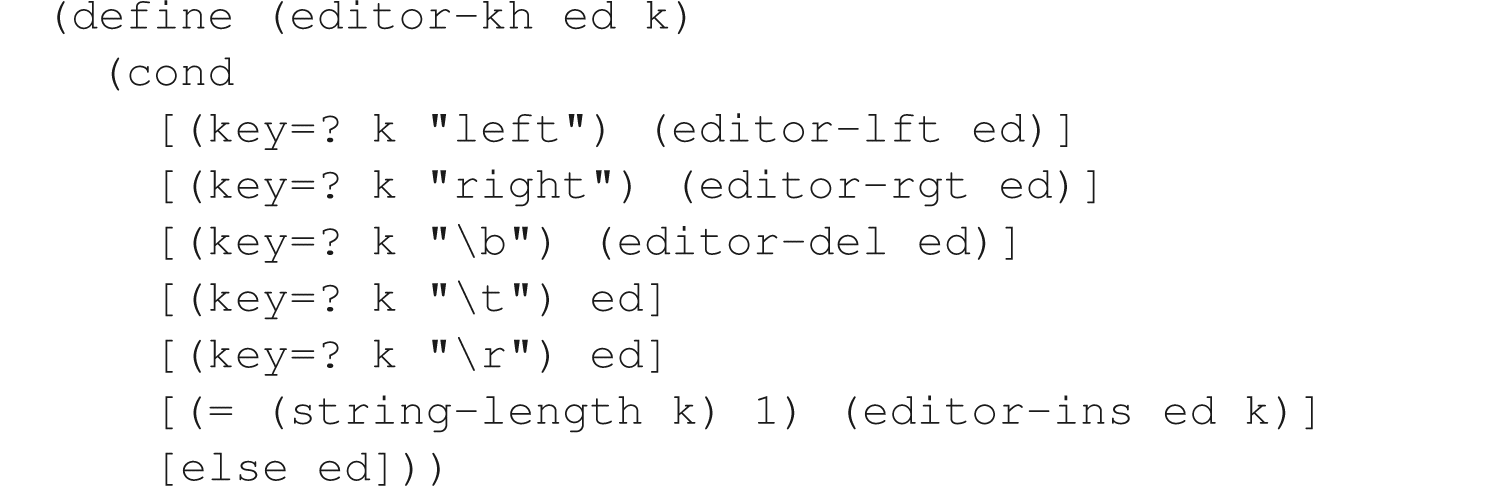 (define (editor-kh ed k)
  (cond
    [(key=? k "left") (editor-lft ed)]
    [(key=? k "right") (editor-rgt ed)]
    [(key=? k "\b") (editor-del ed)]
    [(key=? k "\t") ed]
    [(key=? k "\r") ed]
    [(= (string-length k) 1) (editor-ins ed k)]
    [else ed]))